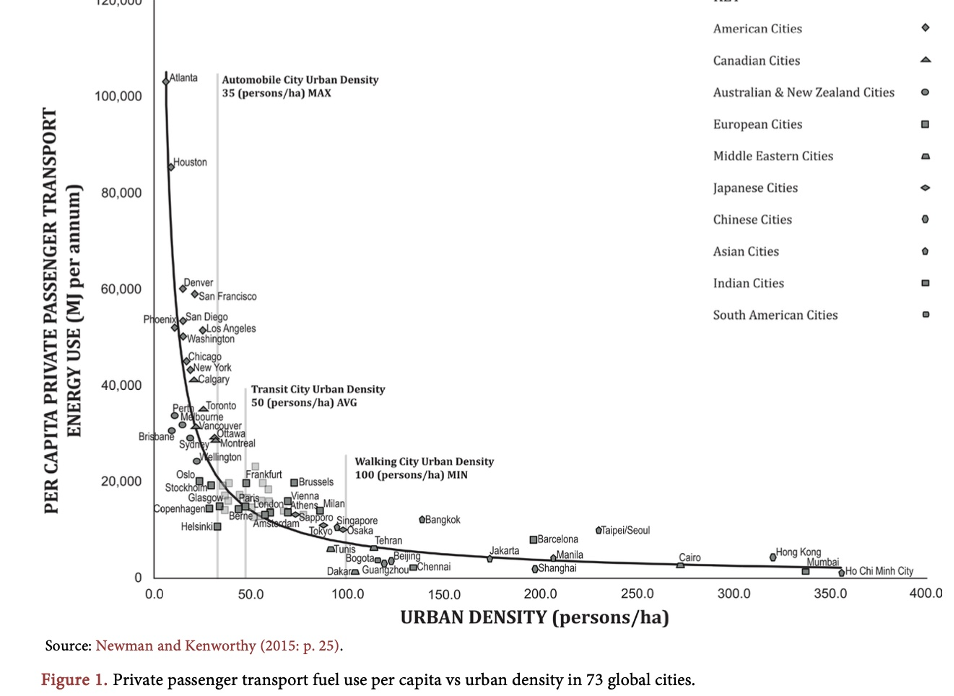 120,000
KEY
American Cities
Canadian Cities
Australian & New Zealand Cities
European Cities
Middle Eastern Cities
Japanese Cities
Chinese Cities
Asian Cities
Indian Cities
South American Cities
PER CAPITA PRIVATE PASSENGER TRANSPORT
ENERGY USE (MJ per annum)
100,000
80,000
60,000
40,000
20,000
0
Automobile City Urban Density
35 (persons/ha) MAX
Transit City Urban Density
50 (persons/ha) AVG
Walking City Urban Density
100 (persons/ha) MIN
Atlanta
Houston
Denver
San Francisco
Phoenix
San Diego
Los Angeles
Washington
Chicago
New York
Calgary
Perth
Toronto
Melbourne
Vancouver
Brisbane
Ottawa
Sydney
Montreal
Wellington
Oslo
Frankfurt
Brussels
Stockholm
Glasgow
Paris
Vienna
Copenhagen
London
Athens
Milan
Berne
Sapporo
Helsinki
Amsterdam
Tokyo
Singapore
Osaka
Bangkok
Taipei/Seoul
Barcelona
Tehran
Tunis
Bogota
Beijing
Jakarta
Manila
Cairo
Hong Kong
Mumbai
Dakar
Guangzhou
Chennai
Shanghai
Ho Chi Minh City
0.0
50.0
100.0
150.0
200.0
250.0
300.0
350.0
400.0
URBAN DENSITY (persons/ha)
Source: Newman and Kenworthy (2015: p. 25).
Figure 1. Private passenger transport fuel use per capita vs urban density in 73 global cities.